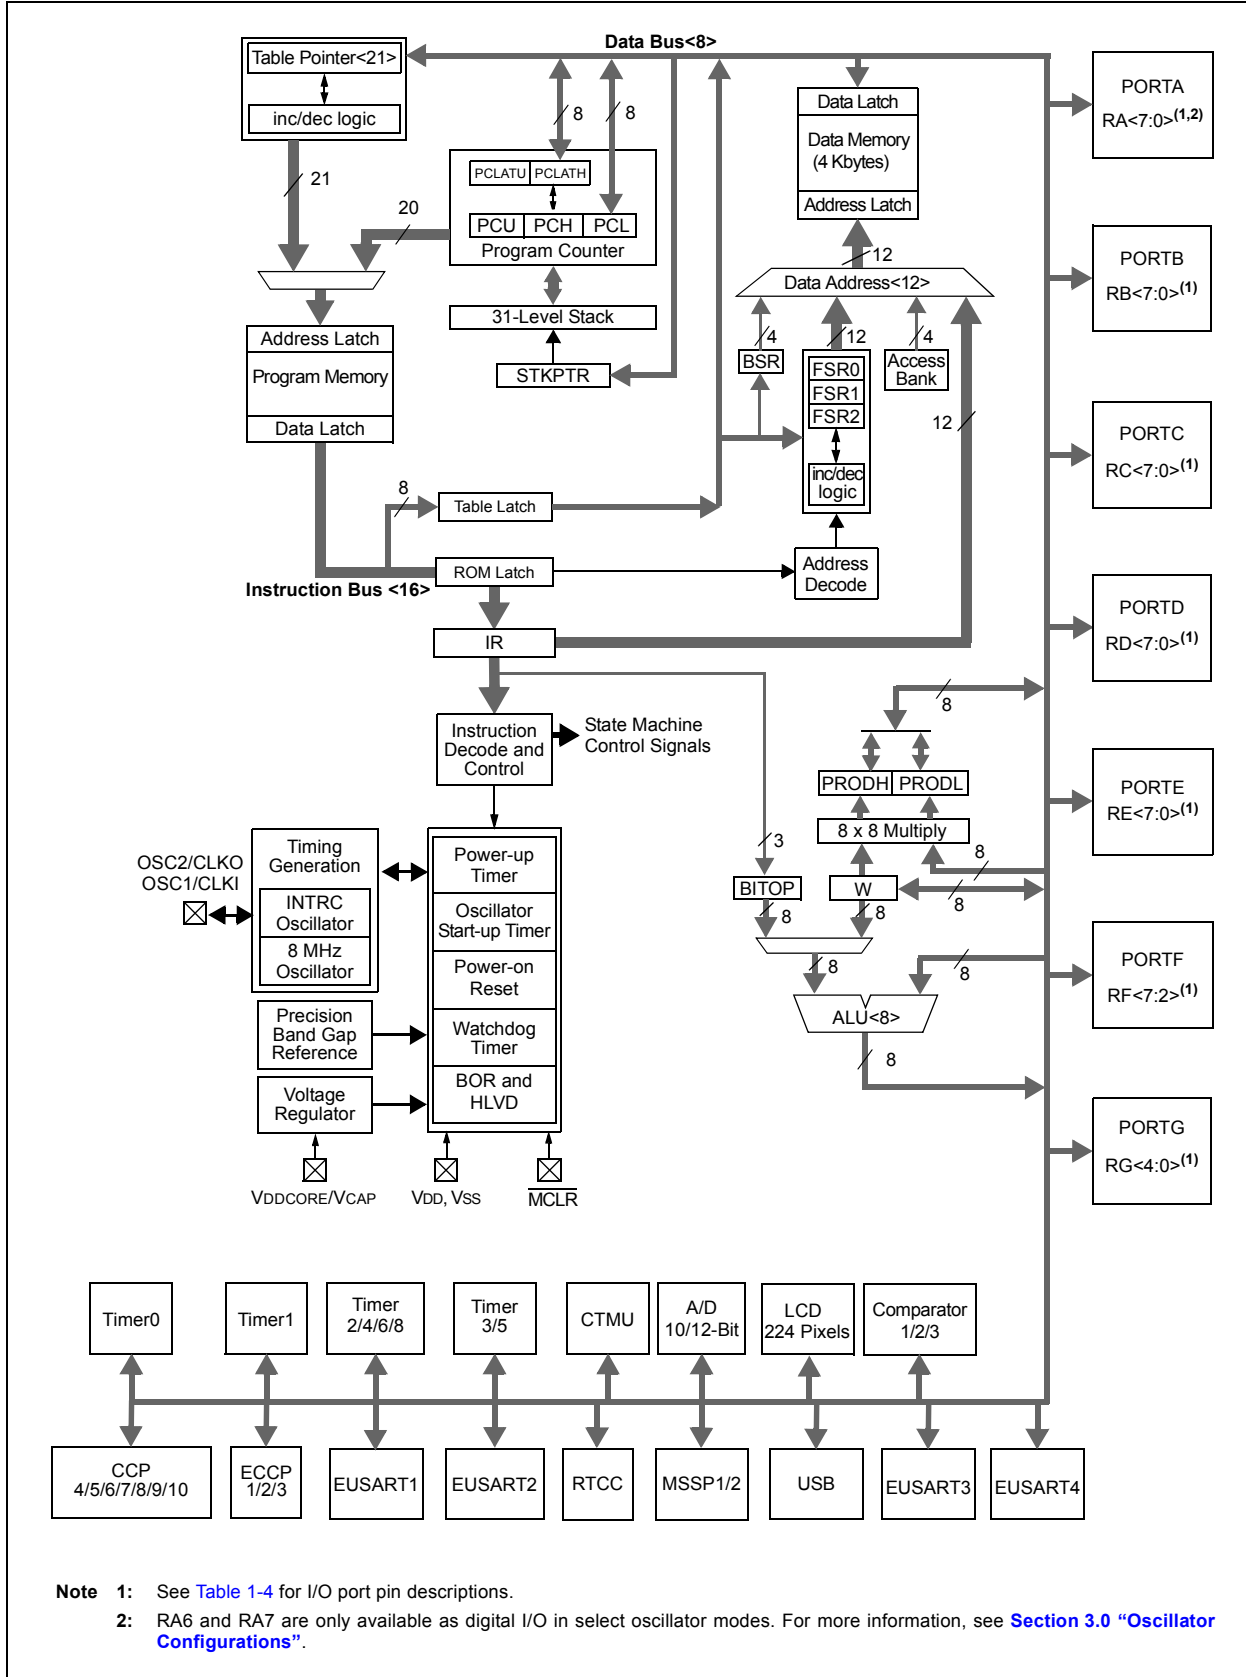 Data Bus<8>
Table Pointer<21>
inc/dec logic
21
20
8
8
PCLATU PCLATH
PCU PCH PCL
Program Counter
31-Level Stack
STKPTR
Data Latch
Data Memory
(4 Kbytes)
Address Latch
12
Data Address<12>
4
12
4
BSR
FSR0
FSR1
FSR2
inc/dec
logic
Access
Bank
12
Address
Decode
Address Latch
Program Memory
Data Latch
8
Table Latch
ROM Latch
Instruction Bus <16>
IR
Instruction
Decode and
Control
State Machine
Control Signals
8
PRODH PRODL
8 x 8 Multiply
3
8
BITOP
W
8
8
8
8
8
ALU<8>
8
OSC2/CLKO
OSC1/CLKI
Timing
Generation
INTRC
Oscillator
8 MHz
Oscillator
Precision
Band Gap
Reference
Voltage
Regulator
Power-up
Timer
Oscillator
Start-up Timer
Power-on
Reset
Watchdog
Timer
BOR and
HLVD
VDDCORE/VCAP
VDD, VSS
MCLR
PORTA
RA<7:0>(1,2)
PORTB
RB<7:0>(1)
PORTC
RC<7:0>(1)
PORTD
RD<7:0>(1)
PORTE
RE<7:0>(1)
PORTF
RF<7:2>(1)
PORTG
RG<4:0>(1)
Timer0
Timer1
Timer
2/4/6/8
Timer
3/5
CTMU
A/D
10/12-Bit
LCD
224 Pixels
Comparator
1/2/3
CCP
4/5/6/7/8/9/10
ECCP
1/2/3
EUSART1
EUSART2
RTCC
MSSP1/2
USB
EUSART3
EUSART4
Note 1: See Table 1-4 for I/O port pin descriptions.
2: RA6 and RA7 are only available as digital I/O in select oscillator modes. For more information, see Section 3.0 “Oscillator
Configurations”.